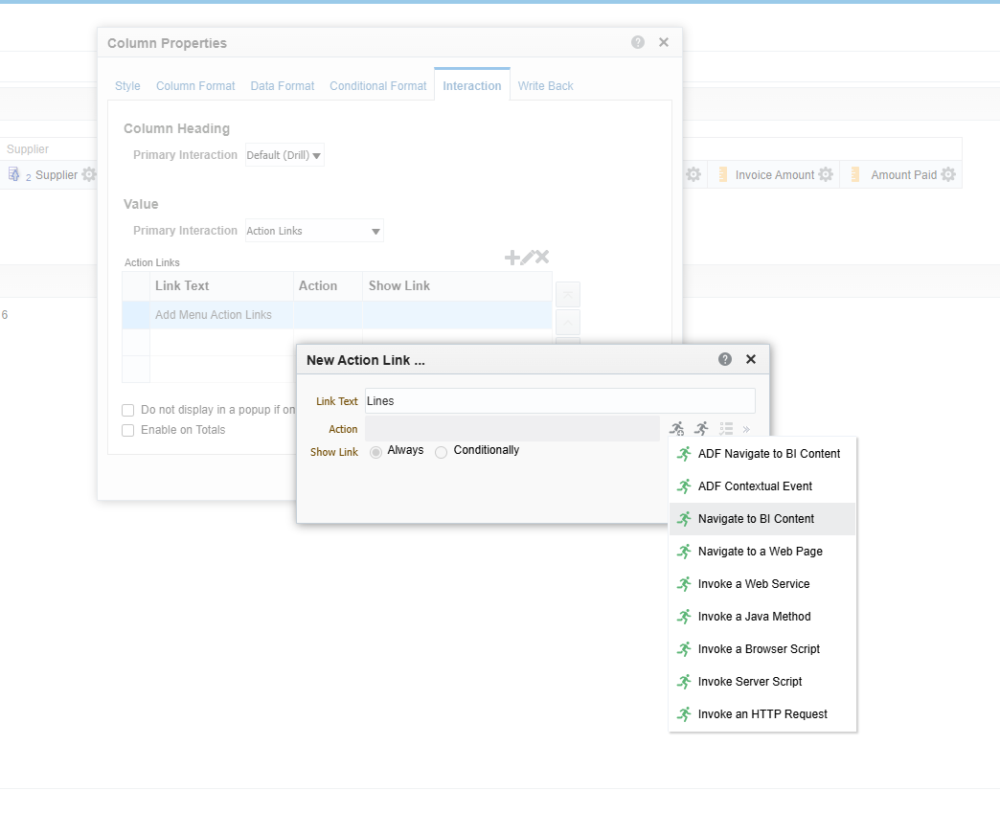 Column Properties
Style Column Format Data Format Conditional Format Interaction Write Back
Column Heading
Primary Interaction Default (Drill)
Supplier
2 Supplier
Invoice Amount Amount Paid
Value
Primary Interaction Action Links
Action Links
Link Text Action Show Link
Add Menu Action Links
6
New Action Link ...
Link Text Lines
Action
Show Link Always Conditionally
Do not display in a popup if on
Enable on Totals
ADF Navigate to BI Content
ADF Contextual Event
Navigate to BI Content
Navigate to a Web Page
Invoke a Web Service
Invoke a Java Method
Invoke a Browser Script
Invoke Server Script
Invoke an HTTP Request